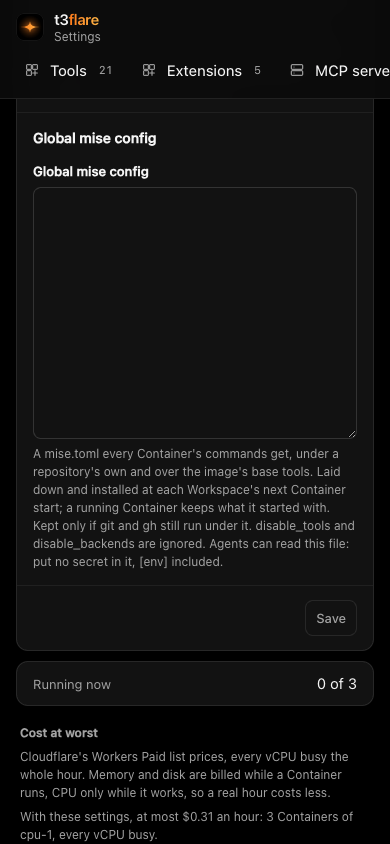 t3flare
Settings
Tools 21 Extensions 5 MCP serve
Global mise config
Global mise config
A mise.toml every Container's commands get, under a
repository's own and over the image's base tools. Laid
down and installed at each Workspace's next Container
start; a running Container keeps what it started with.
Kept only if git and gh still run under it. disable_tools and
disable_backends are ignored. Agents can read this file:
put no secret in it, [env] included.
Save
Running now 0 of 3
Cost at worst
Cloudflare's Workers Paid list prices, every vCPU busy the
whole hour. Memory and disk are billed while a Container
runs, CPU only while it works, so a real hour costs less.
With these settings, at most $0.31 an hour: 3 Containers of
cpu-1, every vCPU busy.